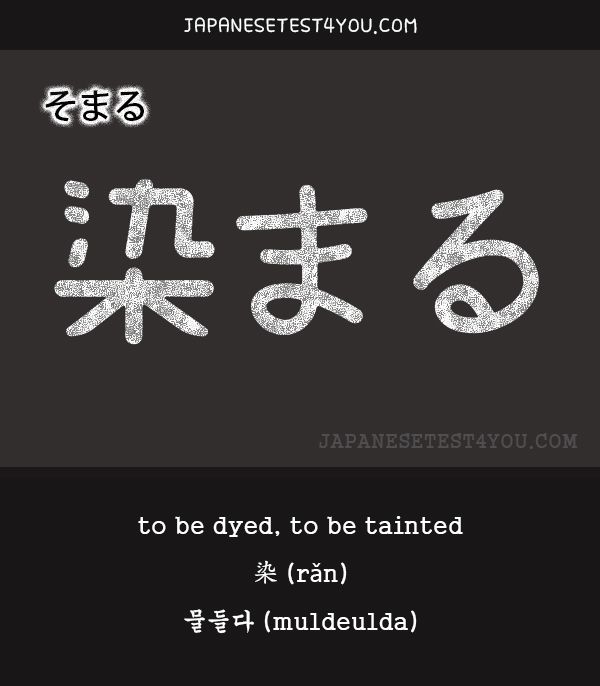 JAPANESETEST4YOU.COM
そまる
染まる
JAPANESETEST4YOU.COM
to be dyed, to be tainted
染 (rǎn)
물들다 (muldeulda)